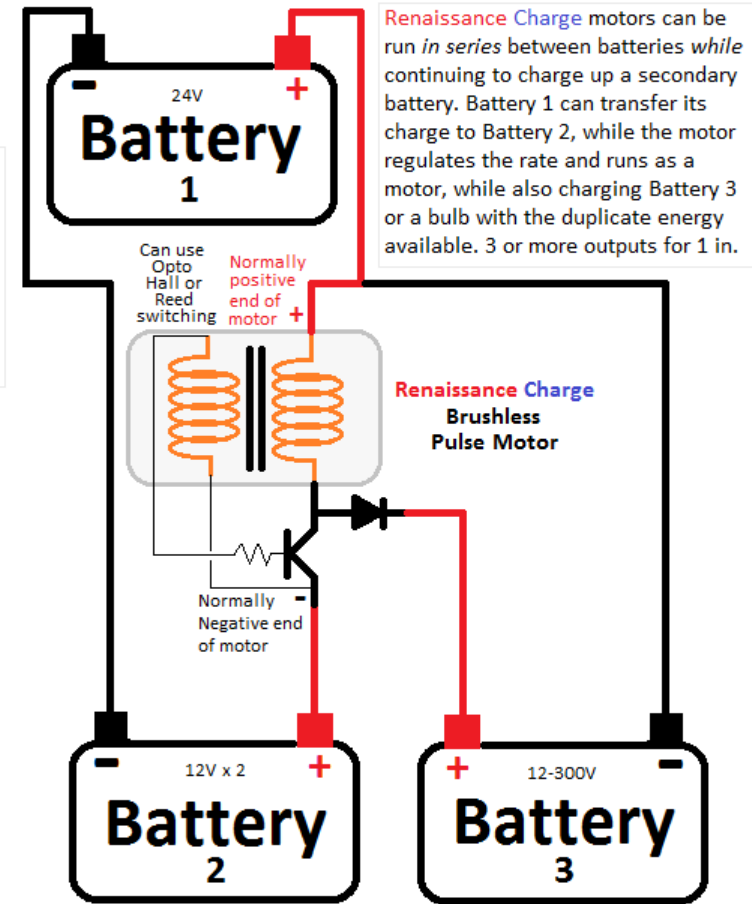 Renaissance Charge motors can be
run in series between batteries while
continuing to charge up a secondary
battery. Battery 1 can transfer its
charge to Battery 2, while the motor
regulates the rate and runs as a
motor, while also charging Battery 3
or a bulb with the duplicate energy
available. 3 or more outputs for 1 in.
-
+
24V
Battery
1
Can use
Opto
Hall or
Reed
switching
Normally
positive
end of
motor +
Renaissance Charge
Brushless
Pulse Motor
-
Normally
Negative end
of motor
-
+
12V x 2
Battery
2
+
-
12-300V
Battery
3